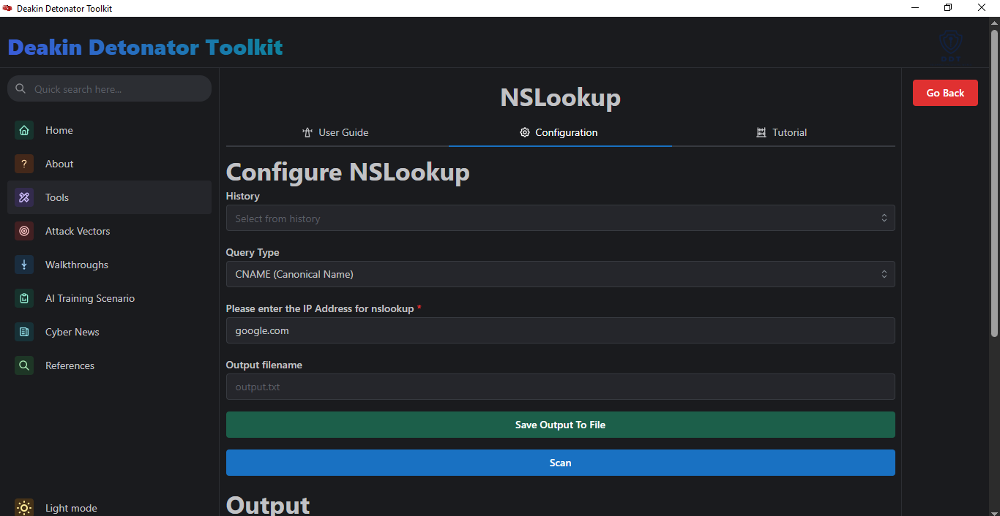 Deakin Detonator Toolkit
Deakin Detonator Toolkit
DDT
Quick search here...
Home
About
Tools
Attack Vectors
Walkthroughs
AI Training Scenario
Cyber News
References
Light mode
NSLookup
Go Back
User Guide
Configuration
Tutorial
Configure NSLookup
History
Select from history
Query Type
CNAME (Canonical Name)
Please enter the IP Address for nslookup *
google.com
Output filename
output.txt
Save Output To File
Scan
Output